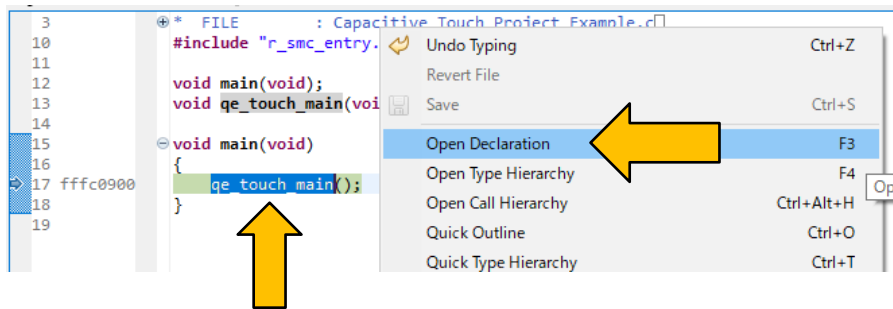 3 * FILE : Capacitive Touch Project Example.c
10 #include "r_smc_entry.
11
12 void main(void);
13 void qe_touch_main(voi
14
15 void main(void)
16 {
17 fffc0900 qe_touch_main();
18 }
19
Undo Typing Ctrl+Z
Revert File
Save Ctrl+S
Open Declaration F3
Open Type Hierarchy F4
Op
Open Call Hierarchy Ctrl+Alt+H
Quick Outline Ctrl+O
Quick Type Hierarchy Ctrl+T